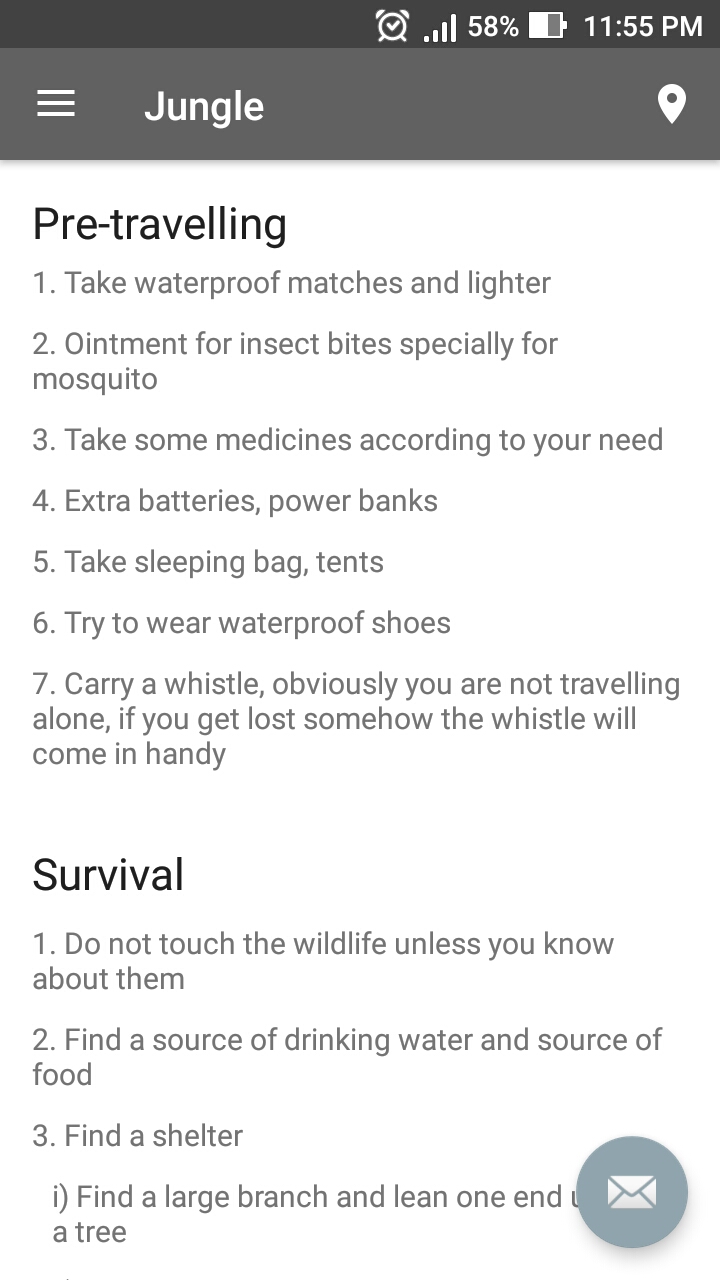 58% 11:55 PM
Jungle
Pre-travelling
1. Take waterproof matches and lighter
2. Ointment for insect bites specially for
mosquito
3. Take some medicines according to your need
4. Extra batteries, power banks
5. Take sleeping bag, tents
6. Try to wear waterproof shoes
7. Carry a whistle, obviously you are not travelling
alone, if you get lost somehow the whistle will
come in handy
Survival
1. Do not touch the wildlife unless you know
about them
2. Find a source of drinking water and source of
food
3. Find a shelter
i) Find a large branch and lean one end
a tree